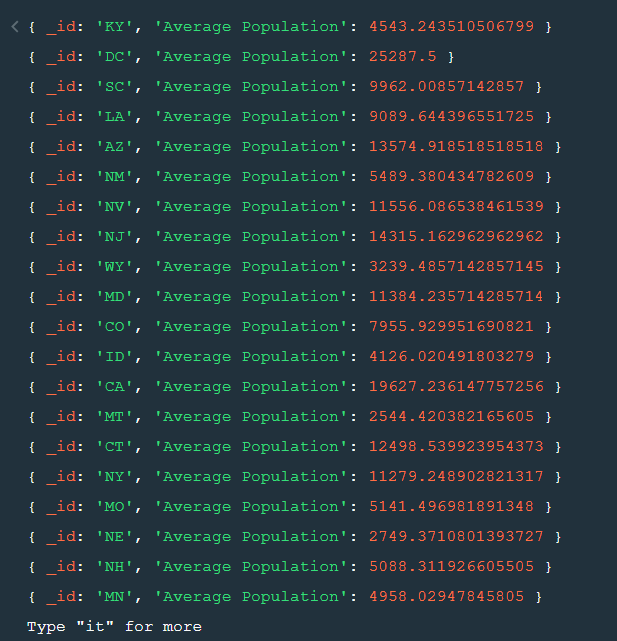 { _id: 'KY', 'Average Population': 4543.243510506799 }
{ _id: 'DC', 'Average Population': 25287.5 }
{ _id: 'SC', 'Average Population': 9962.00857142857 }
{ _id: 'LA', 'Average Population': 9089.644396551725 }
{ _id: 'AZ', 'Average Population': 13574.918518518518 }
{ _id: 'NM', 'Average Population': 5489.380434782609 }
{ _id: 'NV', 'Average Population': 11556.086538461539 }
{ _id: 'NJ', 'Average Population': 14315.162962962962 }
{ _id: 'WY', 'Average Population': 3239.4857142857145 }
{ _id: 'MD', 'Average Population': 11384.235714285714 }
{ _id: 'CO', 'Average Population': 7955.929951690821 }
{ _id: 'ID', 'Average Population': 4126.020491803279 }
{ _id: 'CA', 'Average Population': 19627.236147757256 }
{ _id: 'MT', 'Average Population': 2544.420382165605 }
{ _id: 'CT', 'Average Population': 12498.539923954373 }
{ _id: 'NY', 'Average Population': 11279.248902821317 }
{ _id: 'MO', 'Average Population': 5141.496981891348 }
{ _id: 'NE', 'Average Population': 2749.3710801393727 }
{ _id: 'NH', 'Average Population': 5088.311926605505 }
{ _id: 'MN', 'Average Population': 4958.02947845805 }
Type "it" for more